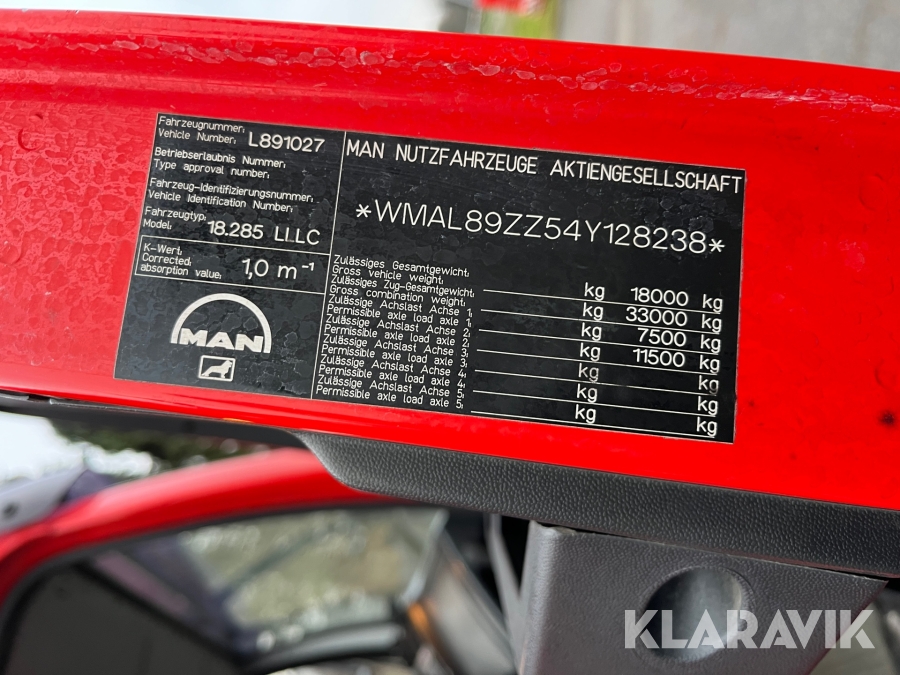 Fahrzeugnummer:
Vehicle Number: L891027
Betriebserlaubnis Nummer:
Type approval number:
Fahrzeug-Identifizierungsnummer:
Vehicle Identification Number:
Fahrzeugtyp:
Model: 18.285 LLLC
K-Wert:
Corrected
absorption value: 1,0 m⁻¹
MAN
MAN NUTZFAHRZEUGE AKTIENGESELLSCHAFT
*WMAL89ZZ54Y128238*
Zulässiges Gesamtgewicht:
Gross vehicle weight: kg 18000 kg
Zulässiges Zug-Gesamtgewicht:
Gross combination weight: kg 33000 kg
Zulässige Achslast Achse 1:
Permissible axle load axle 1: kg 7500 kg
Zulässige Achslast Achse 2:
Permissible axle load axle 2: kg 11500 kg
Zulässige Achslast Achse 3:
Permissible axle load axle 3: kg kg
Zulässige Achslast Achse 4:
Permissible axle load axle 4: kg kg
Zulässige Achslast Achse 5:
Permissible axle load axle 5: kg kg
KLARAVIK